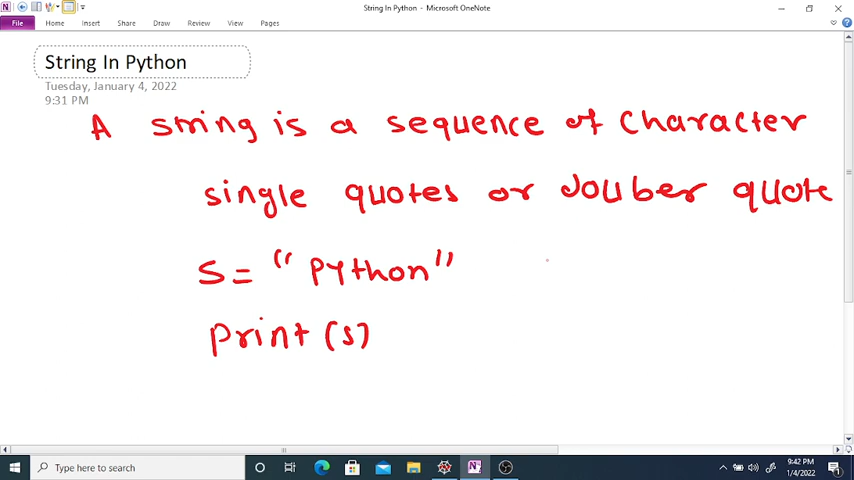 String In Python - Microsoft OneNote
File Home Insert Share Draw Review View Pages
String In Python
Tuesday, January 4, 2022
9:31 PM
A string is a sequence of character
single quotes or douber quote
S = "Python"
print (s)
Type here to search
9:42 PM
1/4/2022